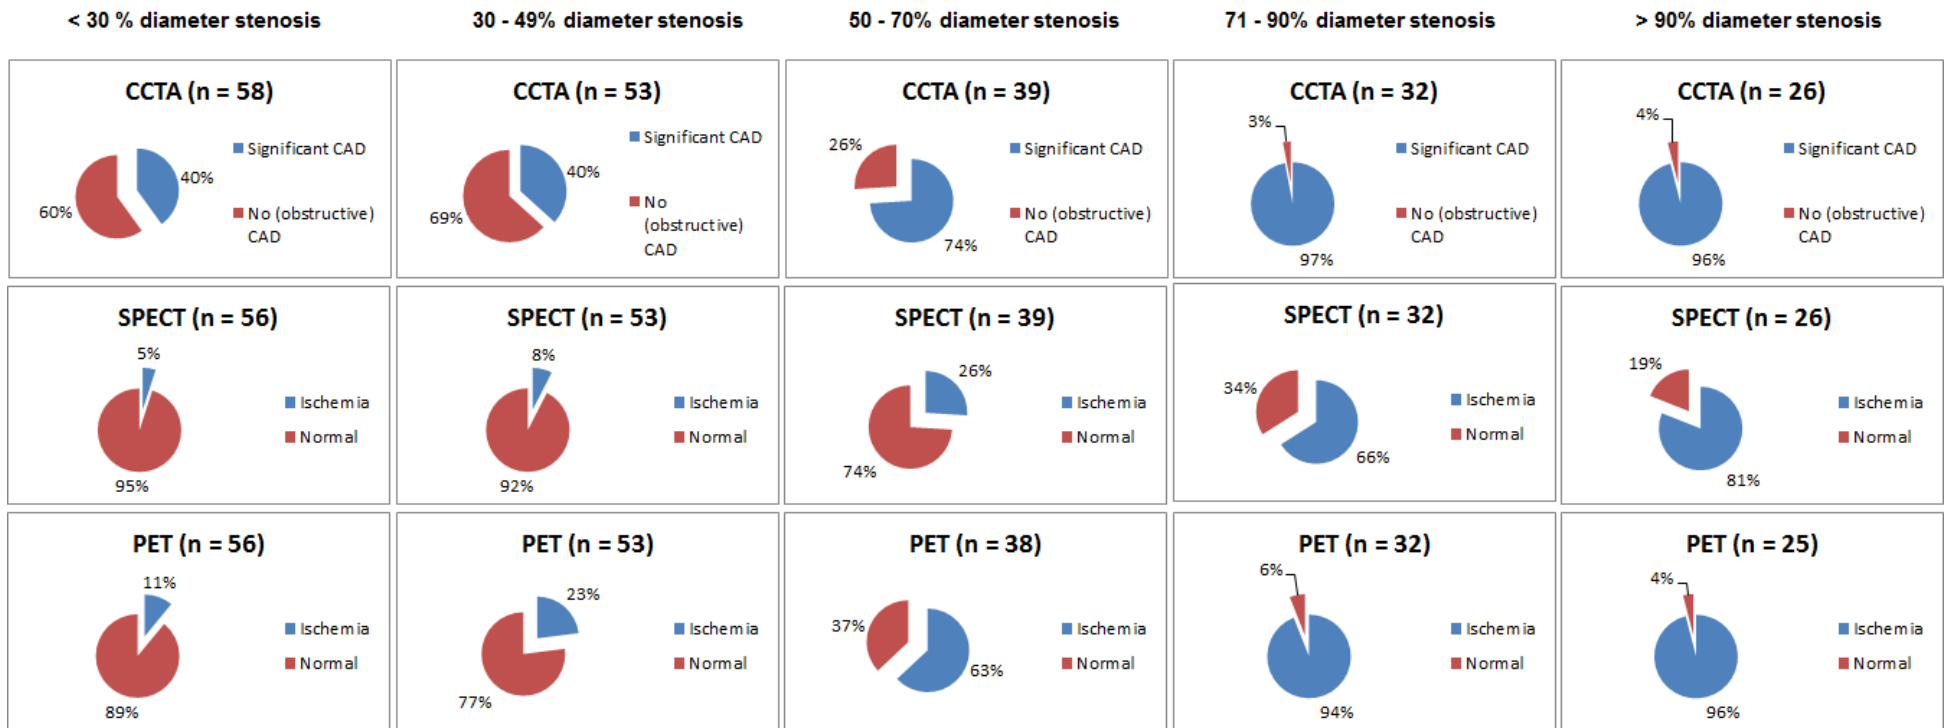 < 30 % diameter stenosis
30 - 49% diameter stenosis
50 - 70% diameter stenosis
71 - 90% diameter stenosis
> 90% diameter stenosis
CCTA (n = 58)
Significant CAD
40%
60%
No (obstructive)
CAD
CCTA (n = 53)
Significant CAD
40%
69%
No
(obstructive)
CAD
CCTA (n = 39)
26%
Significant CAD
No (obstructive)
CAD
74%
CCTA (n = 32)
3%
Significant CAD
No (obstructive)
CAD
97%
CCTA (n = 26)
4%
Significant CAD
No (obstructive)
CAD
96%
SPECT (n = 56)
5%
Ischemia
Normal
95%
SPECT (n = 53)
8%
Ischemia
Normal
92%
SPECT (n = 39)
26%
Ischemia
Normal
74%
SPECT (n = 32)
34%
Ischemia
Normal
66%
SPECT (n = 26)
19%
Ischemia
Normal
81%
PET (n = 56)
11%
Ischemia
Normal
89%
PET (n = 53)
23%
Ischemia
Normal
77%
PET (n = 38)
37%
Ischemia
Normal
63%
PET (n = 32)
6%
Ischemia
Normal
94%
PET (n = 25)
4%
Ischemia
Normal
96%